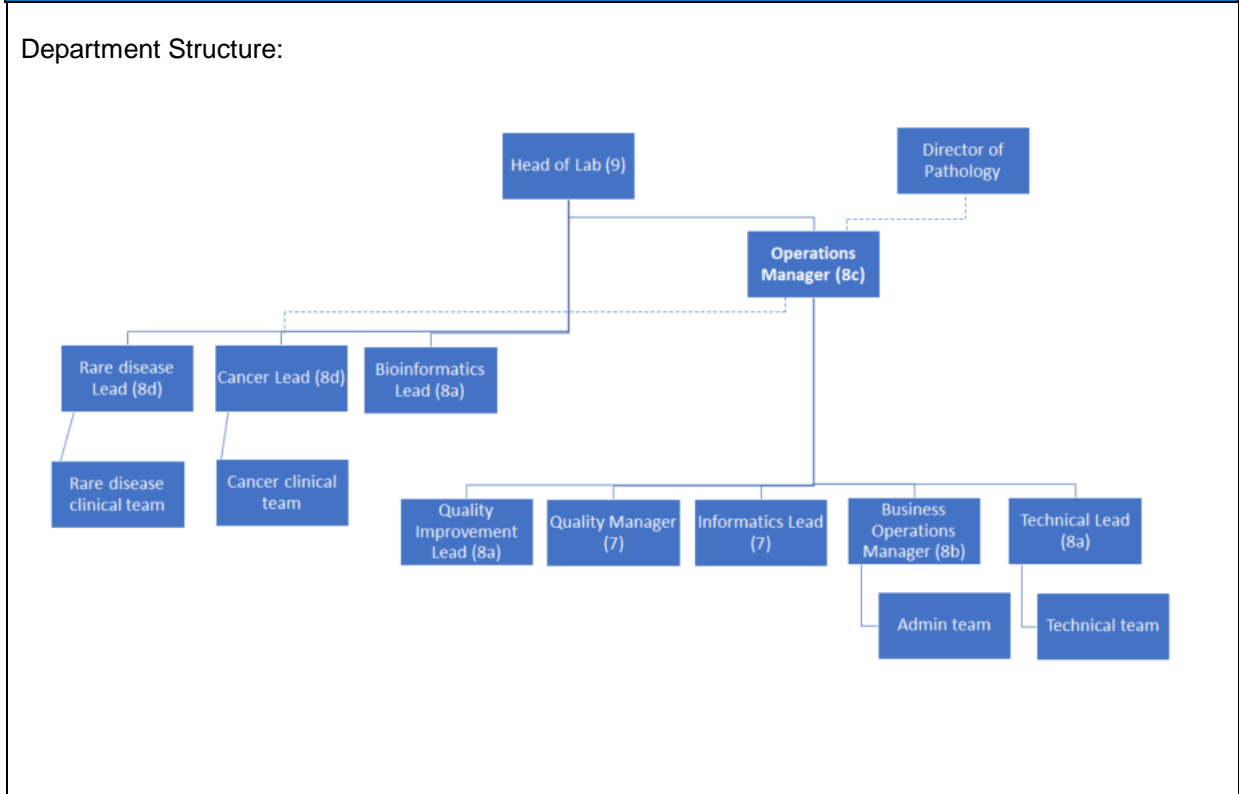 Department Structure:
Head of Lab (9)
Director of
Pathology
Operations
Manager (8c)
Rare disease
Lead (8d)
Cancer Lead (8d)
Bioinformatics
Lead (8a)
Rare disease
clinical team
Cancer clinical
team
Quality
Improvement
Lead (8a)
Quality Manager
(7)
Informatics Lead
(7)
Business
Operations
Manager (8b)
Technical Lead
(8a)
Admin team
Technical team